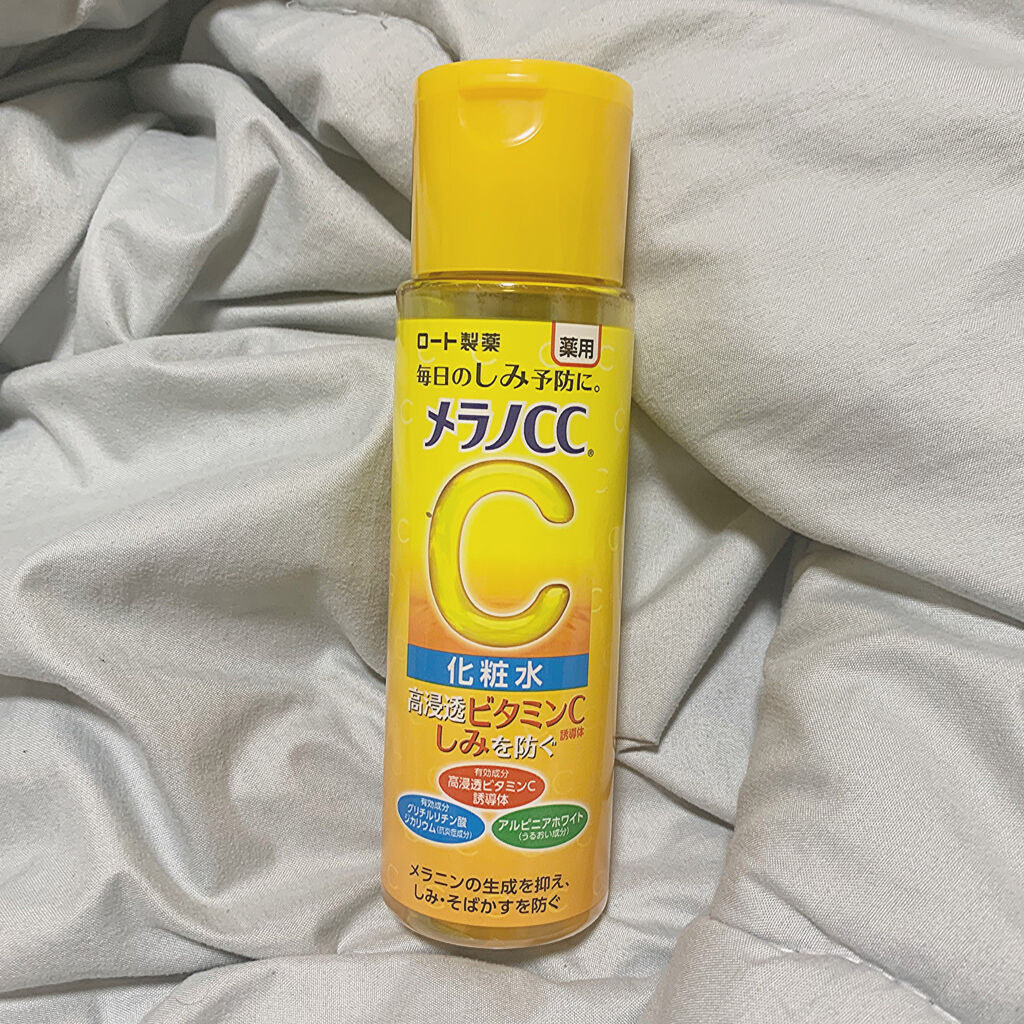 ロート製薬
薬用
毎日のしみ予防に。
メラノCC®
C
化粧水
高浸透ビタミンC
誘導体
しみを防ぐ
有効成分
高浸透ビタミンC
誘導体
有効成分
グリチルリチン酸
ジカリウム(抗炎症成分)
アルピニアホワイト
(うるおい成分)
メラニンの生成を抑え、
しみ・そばかすを防ぐ